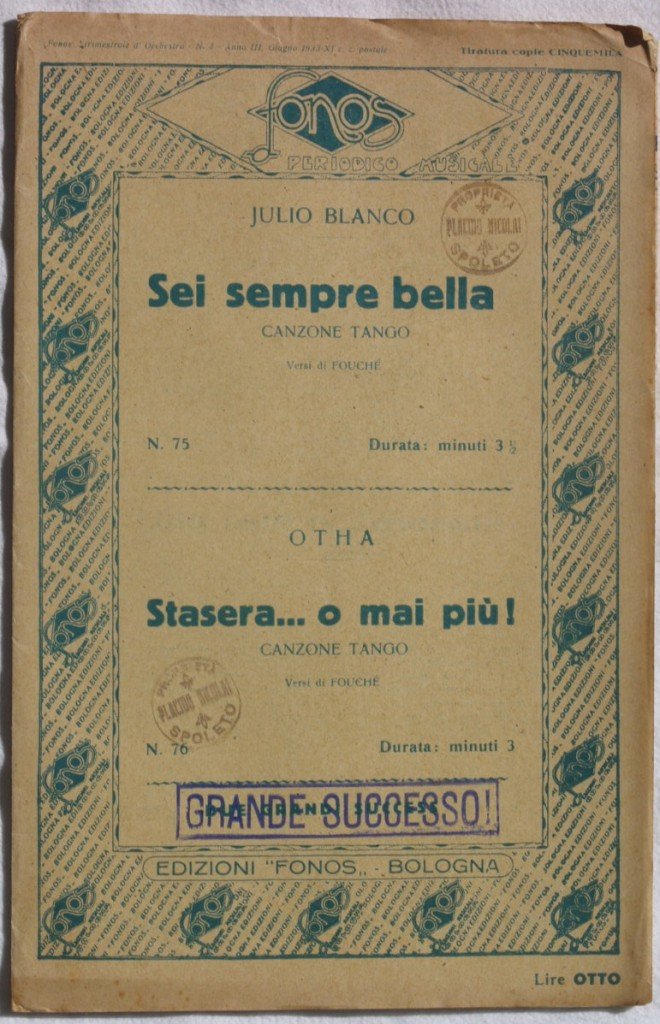 "Fonos" Trimestrale d'Orchestra - N. 3 - Anno III, Giugno 1933-XI c. c. postale
Tiratura copie CINQUEMILA
Fonos
PERIODICO MUSICALE
JULIO BLANCO
PROPRIETÀ
PLACIDO NICOLAI
SPOLETO
Sei sempre bella
CANZONE TANGO
Versi di FOUCHÉ
N. 75
Durata: minuti 3 ½
OTHA
Stasera... o mai più!
CANZONE TANGO
Versi di FOUCHÉ
PROPRIETÀ
PLACIDO NICOLAI
SPOLETO
N. 76
Durata: minuti 3
GRANDE SUCCESSO!
EDIZIONI "FONOS„ - BOLOGNA
Lire OTTO